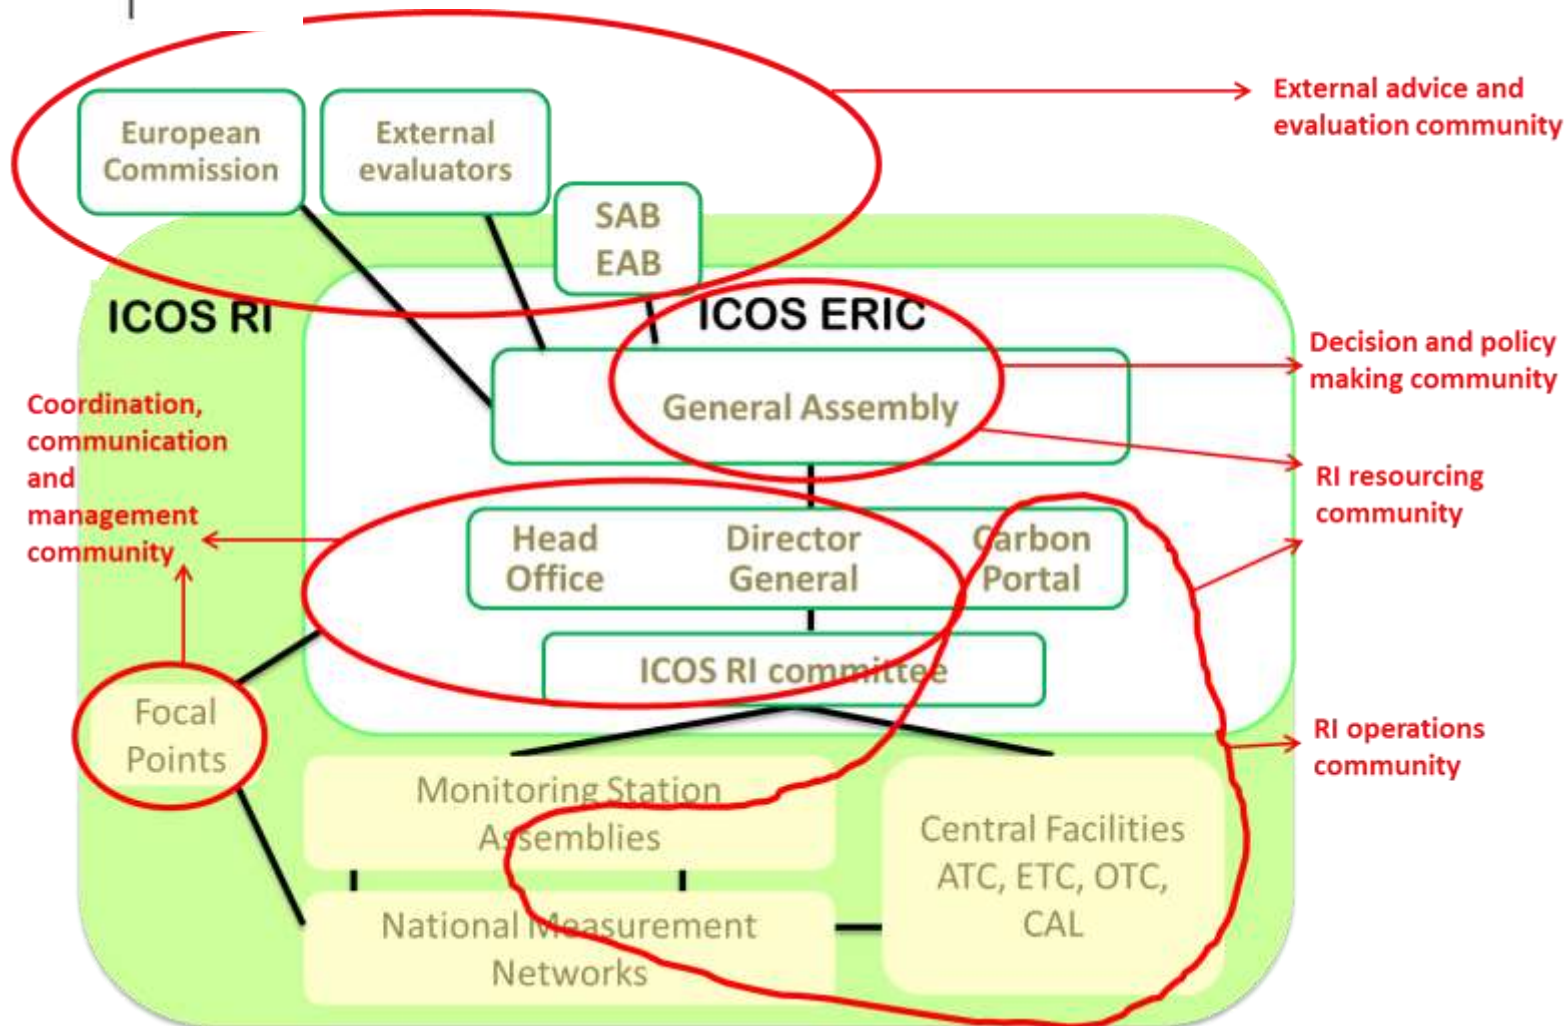 External advice and
evaluation community
European
Commission
External
evaluators
SAB
EAB
ICOS RI
ICOS ERIC
Decision and policy
making community
General Assembly
Coordination,
communication
and
management
community
RI resourcing
community
Head
Office
Director
General
Carbon
Portal
ICOS RI committee
Focal
Points
RI operations
community
Monitoring Station
Assemblies
Central Facilities
ATC, ETC, OTC,
CAL
National Measurement
Networks